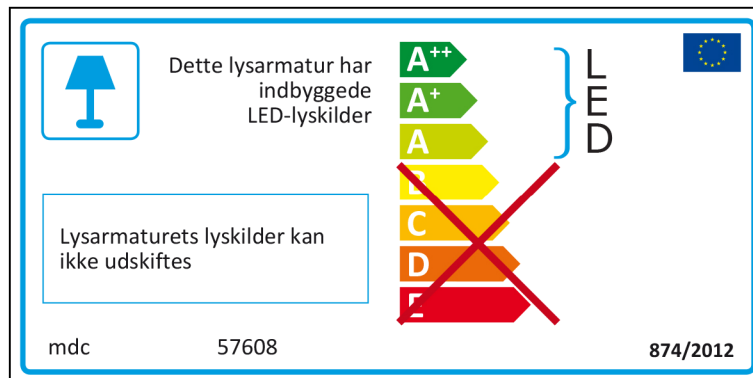 Dette lysarmatur har
indbyggede
LED-lyskilder
A++
A+
A
B
C
D
E
L
E
D
Lysarmaturets lyskilder kan
ikke udskiftes
mdc 57608
874/2012